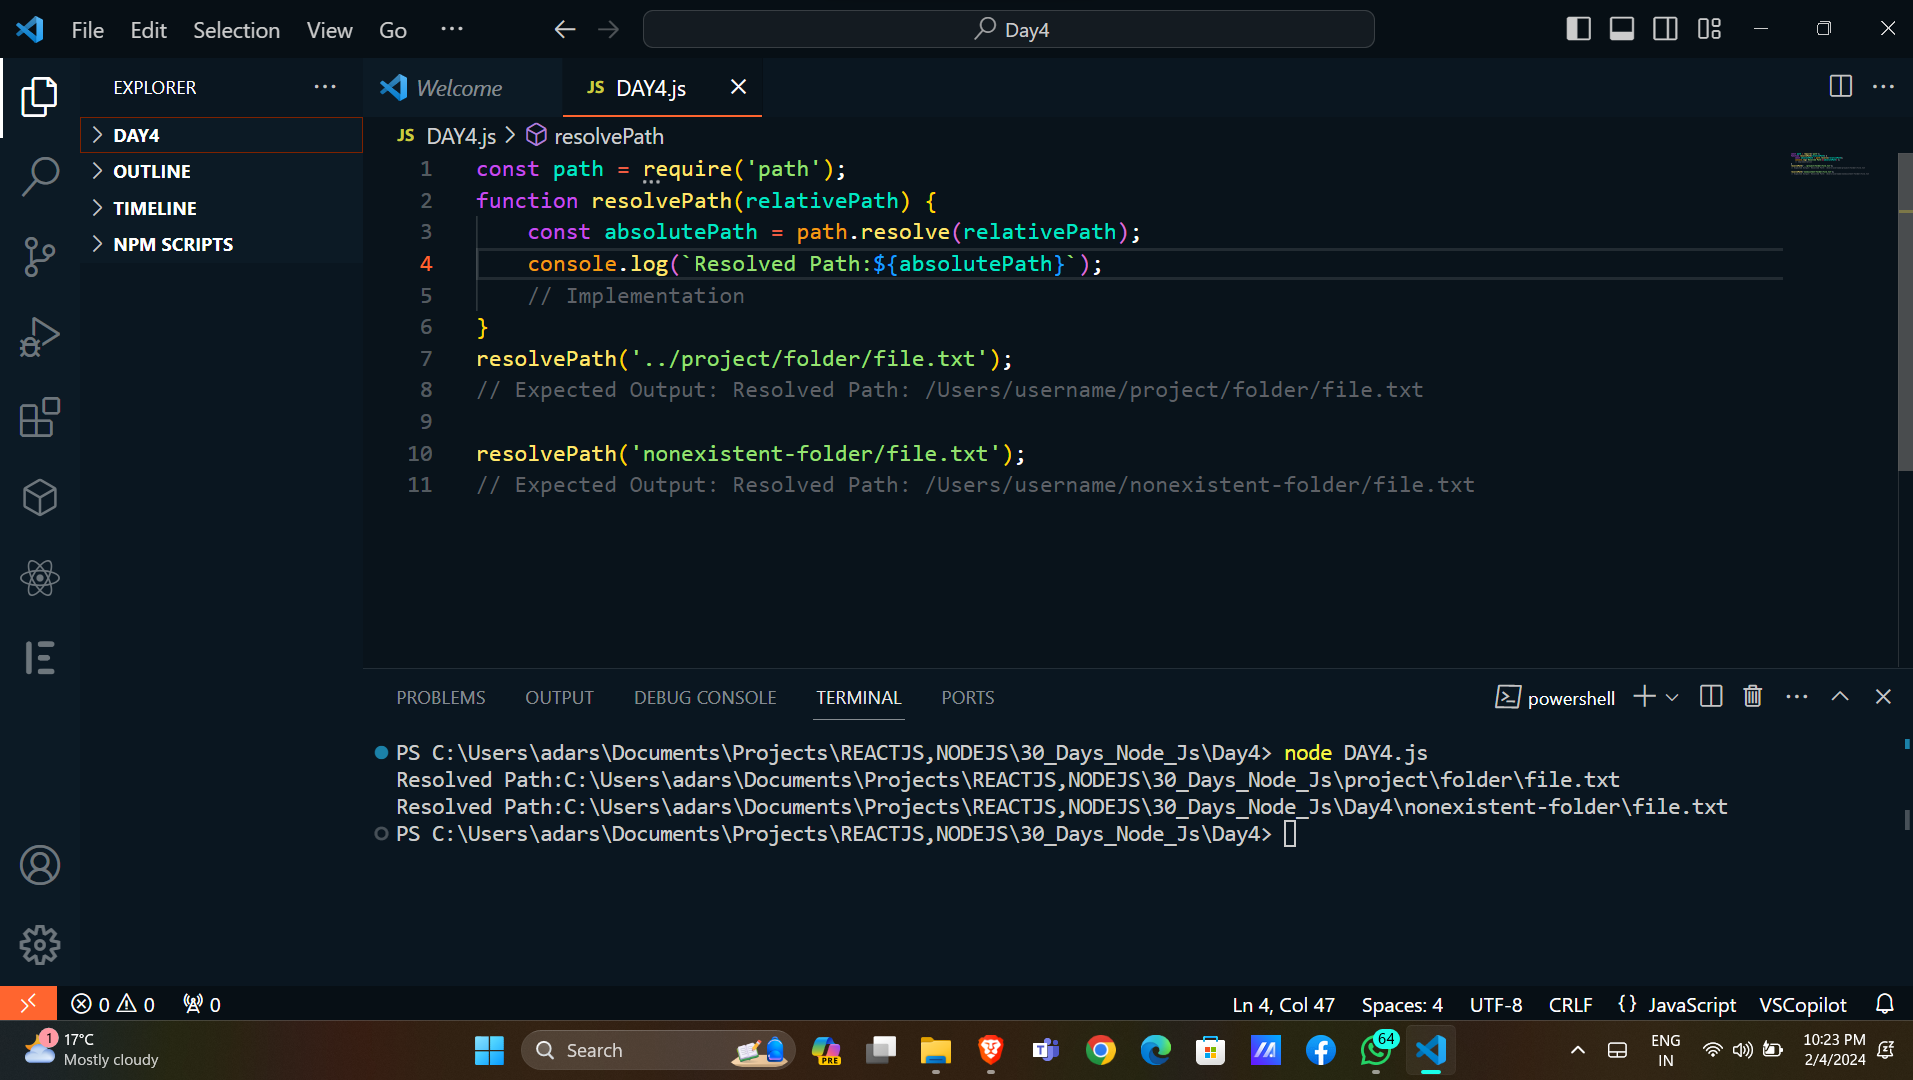 File Edit Selection View Go ··· Day4
EXPLORER ···
DAY4
OUTLINE
TIMELINE
NPM SCRIPTS
Welcome JS DAY4.js
JS DAY4.js > resolvePath
1 const path = require('path');
2 function resolvePath(relativePath) {
3 const absolutePath = path.resolve(relativePath);
4 console.log(`Resolved Path:${absolutePath}`);
5 // Implementation
6 }
7 resolvePath('../project/folder/file.txt');
8 // Expected Output: Resolved Path: /Users/username/project/folder/file.txt
9
10 resolvePath('nonexistent-folder/file.txt');
11 // Expected Output: Resolved Path: /Users/username/nonexistent-folder/file.txt
PROBLEMS OUTPUT DEBUG CONSOLE TERMINAL PORTS powershell
PS C:\Users\adars\Documents\Projects\REACTJS,NODEJS\30_Days_Node_Js\Day4> node DAY4.js
Resolved Path:C:\Users\adars\Documents\Projects\REACTJS,NODEJS\30_Days_Node_Js\project\folder\file.txt
Resolved Path:C:\Users\adars\Documents\Projects\REACTJS,NODEJS\30_Days_Node_Js\Day4\nonexistent-folder\file.txt
PS C:\Users\adars\Documents\Projects\REACTJS,NODEJS\30_Days_Node_Js\Day4>
0 0 0 Ln 4, Col 47 Spaces: 4 UTF-8 CRLF {} JavaScript VSCopilot
1 17°C
Mostly cloudy
Search
PRE
64
ENG
IN
10:23 PM
2/4/2024